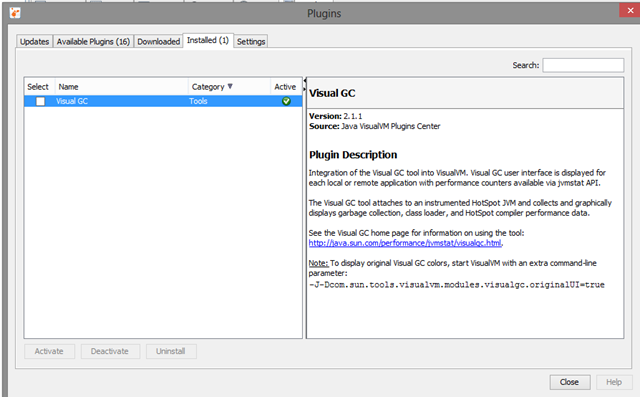 Plugins
Updates Available Plugins (16) Downloaded Installed (1) Settings
Search:
Select Name Category Active
Visual GC Tools
Visual GC
Version: 2.1.1
Source: Java VisualVM Plugins Center
Plugin Description
Integration of the Visual GC tool into VisualVM. Visual GC user interface is displayed for
each local or remote application with performance counters available via jvmstat API.
The Visual GC tool attaches to an instrumented HotSpot JVM and collects and graphically
displays garbage collection, class loader, and HotSpot compiler performance data.
See the Visual GC home page for information on using the tool:
http://java.sun.com/performance/jvmstat/visualgc.html.
Note: To display original Visual GC colors, start VisualVM with an extra command-line
parameter:
-J-Dcom.sun.tools.visualvm.modules.visualgc.originalUI=true
Activate Deactivate Uninstall
Close Help